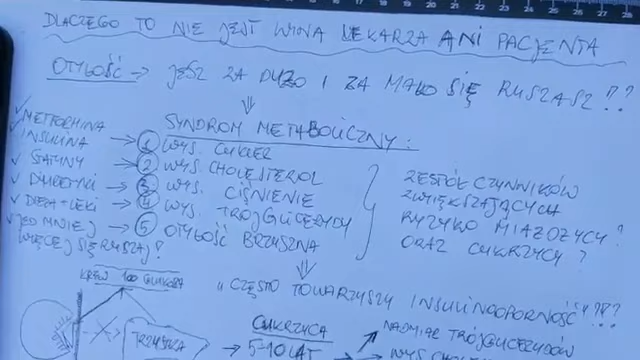 DLACZEGO TO NIE JEST WINA LEKARZA ANI PACJENTA
OTYŁOŚĆ → JESZ ZA DUŻO I ZA MAŁO SIĘ RUSZASZ??
SYNDROM METABOLICZNY:
✓ METFORMINA
INSULINA → ① WYS. CUKIER
✓ STATYNY → ② WYS. CHOLESTEROL
✓ DIURETYKI → ③ WYS. CIŚNIENIE
✓ DIETA + LEKI → ④ WYS. TRÓJGLICERYDY
✓ JEDZ MNIEJ → ⑤ OTYŁOŚĆ BRZUSZNA
WIĘCEJ SIĘ RUSZAJ?
ZESPÓŁ CZYNNIKÓW
ZWIĘKSZAJĄCYCH
RYZYKO MIAŻDŻYCY?
ORAZ CUKRZYCY?
"CZĘSTO TOWARZYSZY INSULINOOPORNOŚĆ"???
KREW 100 GLUKOZA
TRZUSTKA
CUKRZYCA
→ 5-10 LAT
NADMIAR TRÓJGLICERYDÓW
WYS